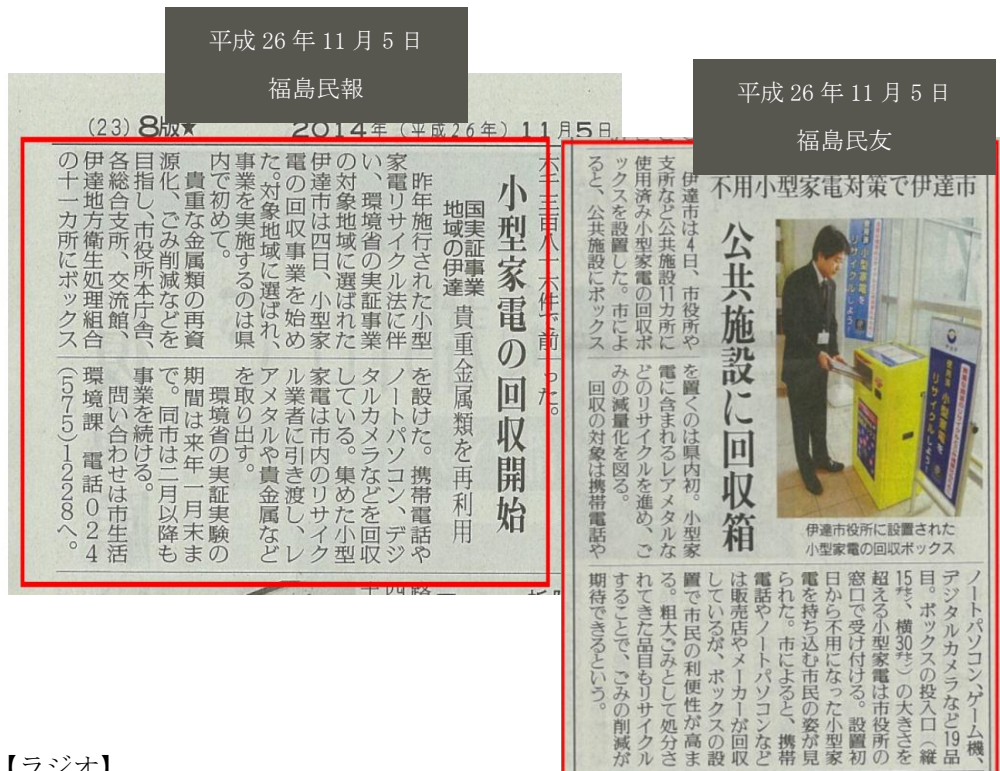 平成 26 年 11 月 5 日
福島民報
(23) 8版★ 2014年(平成26年)11月5日
小型家電の回収開始
国実証事業
地域の伊達
貴重金属類を再利用
昨年施行された小型
家電リサイクル法に伴
い、環境省の実証事業
の対象地域に選ばれた
伊達市は四日、小型家
電の回収事業を始め
た。対象地域に選ばれ、
事業を実施するのは県
内で初めて。
貴重な金属類の再資
源化、ごみ削減などを
目指し、市役所本庁舎、
各総合支所、交流館、
伊達地方衛生処理組合
の十一カ所にボックス
を設けた。携帯電話や
ノートパソコン、デジ
タルカメラなどを回収
している。集めた小型
家電は市内のリサイク
ル業者に引き渡し、レ
アメタルや貴金属など
を取り出す。
環境省の実証実験の
期間は来年一月末ま
で。同市は二月以降も
事業を続ける。
問い合わせは市生活
環境課 電話024
(575)1228へ。
平成 26 年 11 月 5 日
福島民友
不用小型家電対策で伊達市
公共施設に回収箱
伊達市役所に設置された
小型家電の回収ボックス
伊達市は4日、市役所や
支所など公共施設11カ所に
使用済み小型家電の回収ボ
ックスを設置した。市によ
ると、公共施設にボックス
を置くのは県内初。小型家
電に含まれるレアメタルな
どのリサイクルを進め、ご
みの減量化を図る。
回収の対象は携帯電話や
ノートパソコン、ゲーム機、
デジタルカメラなど19品
目。ボックスの投入口(縦
15㌢、横30㌢)の大きさを
超える小型家電は市役所の
窓口で受け付ける。設置初
日から不用になった小型家
電を持ち込む市民の姿が見
られた。市によると、携帯
電話やノートパソコンなど
は販売店やメーカーが回収
しているが、ボックスの設
置で市民の利便性が高ま
る。粗大ごみとして処分さ
れてきた品目もリサイクル
することで、ごみの削減が
期待できるという。
【ラジオ】